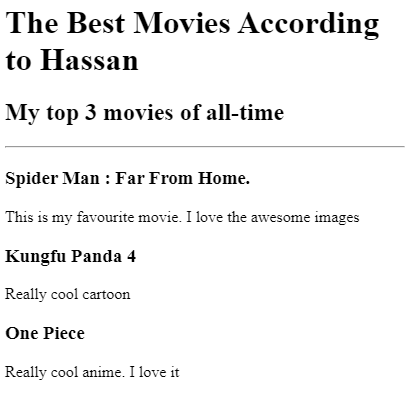 The Best Movies According
to Hassan
My top 3 movies of all-time
Spider Man : Far From Home.
This is my favourite movie. I love the awesome images
Kungfu Panda 4
Really cool cartoon
One Piece
Really cool anime. I love it